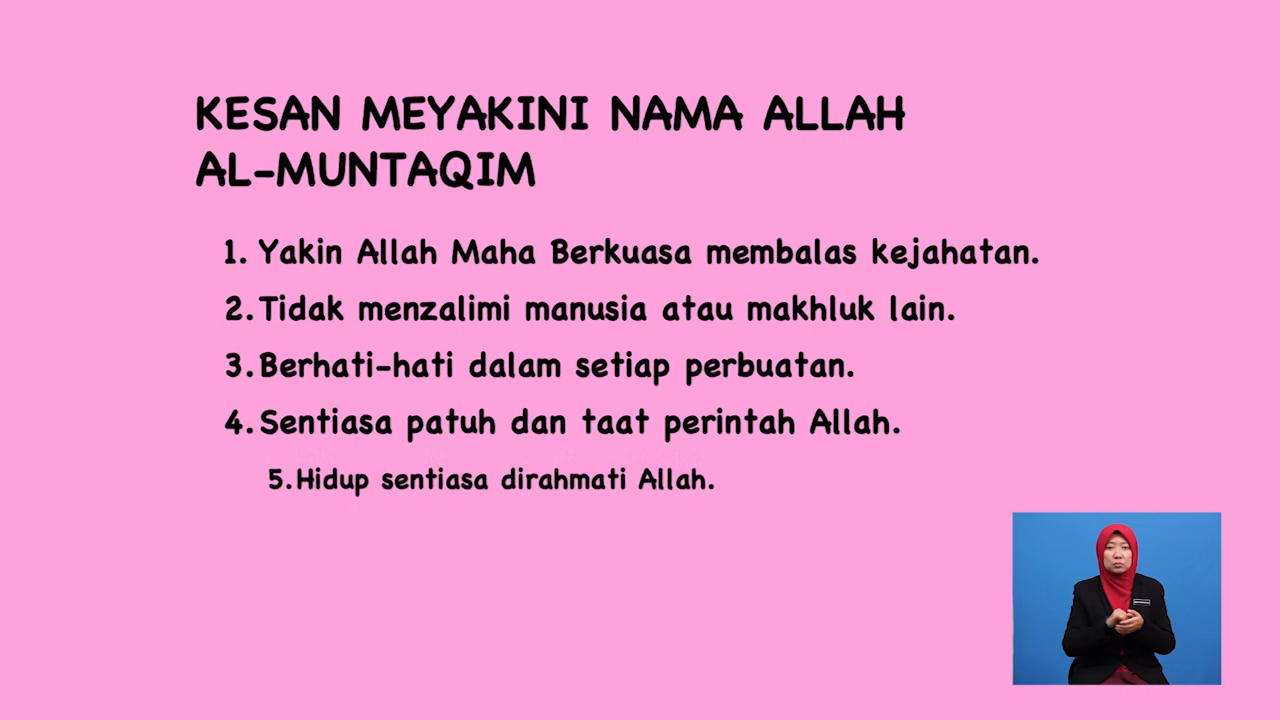 KESAN MEYAKINI NAMA ALLAH
AL-MUNTAQIM
1. Yakin Allah Maha Berkuasa membalas kejahatan.
2. Tidak menzalimi manusia atau makhluk lain.
3. Berhati-hati dalam setiap perbuatan.
4. Sentiasa patuh dan taat perintah Allah.
5. Hidup sentiasa dirahmati Allah.